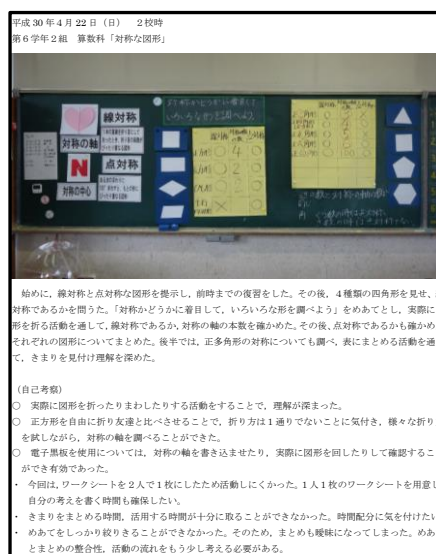 平成 30 年 4 月 22 日（日）　2 校時
第 6 学年 2 組　算数科「対称な図形」
線対称
対称の軸
点対称
N
対称の中心
4
2
始めに，線対称と点対称な図形を提示し，前時までの復習をした。その後，4 種類の四角形を見せ，
対称であるかを問うた。「対称かどうかに着目して，いろいろな形を調べよう」をめあてとし，実際に
形を折る活動を通して，線対称であるか，対称の軸の本数を確かめた。その後，点対称であるかも確かめ
それぞれの図形についてまとめた。後半では，正多角形の対称についても調べ，表にまとめる活動を通
て，きまりを見付け理解を深めた。
（自己考察）
○　実際に図形を折ったりまわしたりする活動をすることで，理解が深まった。
○　正方形を自由に折り友達と比べさせることで，折り方は 1 通りでないことに気付き，様々な折り
を試しながら，対称の軸を調べることができた。
○　電子黒板を使用については，対称の軸を書き込ませたり，実際に図形を回したりして確認するこ
ができ有効であった。
・　今回は，ワークシートを 2 人で 1 枚にしたため活動しにくかった。1 人 1 枚のワークシートを用意し
自分の考えを書く時間も確保したい。
・　きまりをまとめる時間，活用する時間が十分に取ることができなかった。時間配分に気を付けたい
・　めあてをしっかり絞りきることができなかった。そのため，まとめも曖昧になってしまった。めあ
とまとめの整合性，活動の流れをもう少し考える必要がある。